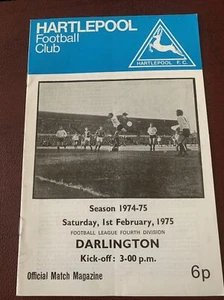 HARTLEPOOL
Football
Club
HARTLEPOOL F.C.
Season 1974-75
Saturday, 1st February, 1975
FOOTBALL LEAGUE FOURTH DIVISION
DARLINGTON
Kick-off: 3-00 p.m.
Official Match Magazine
6p